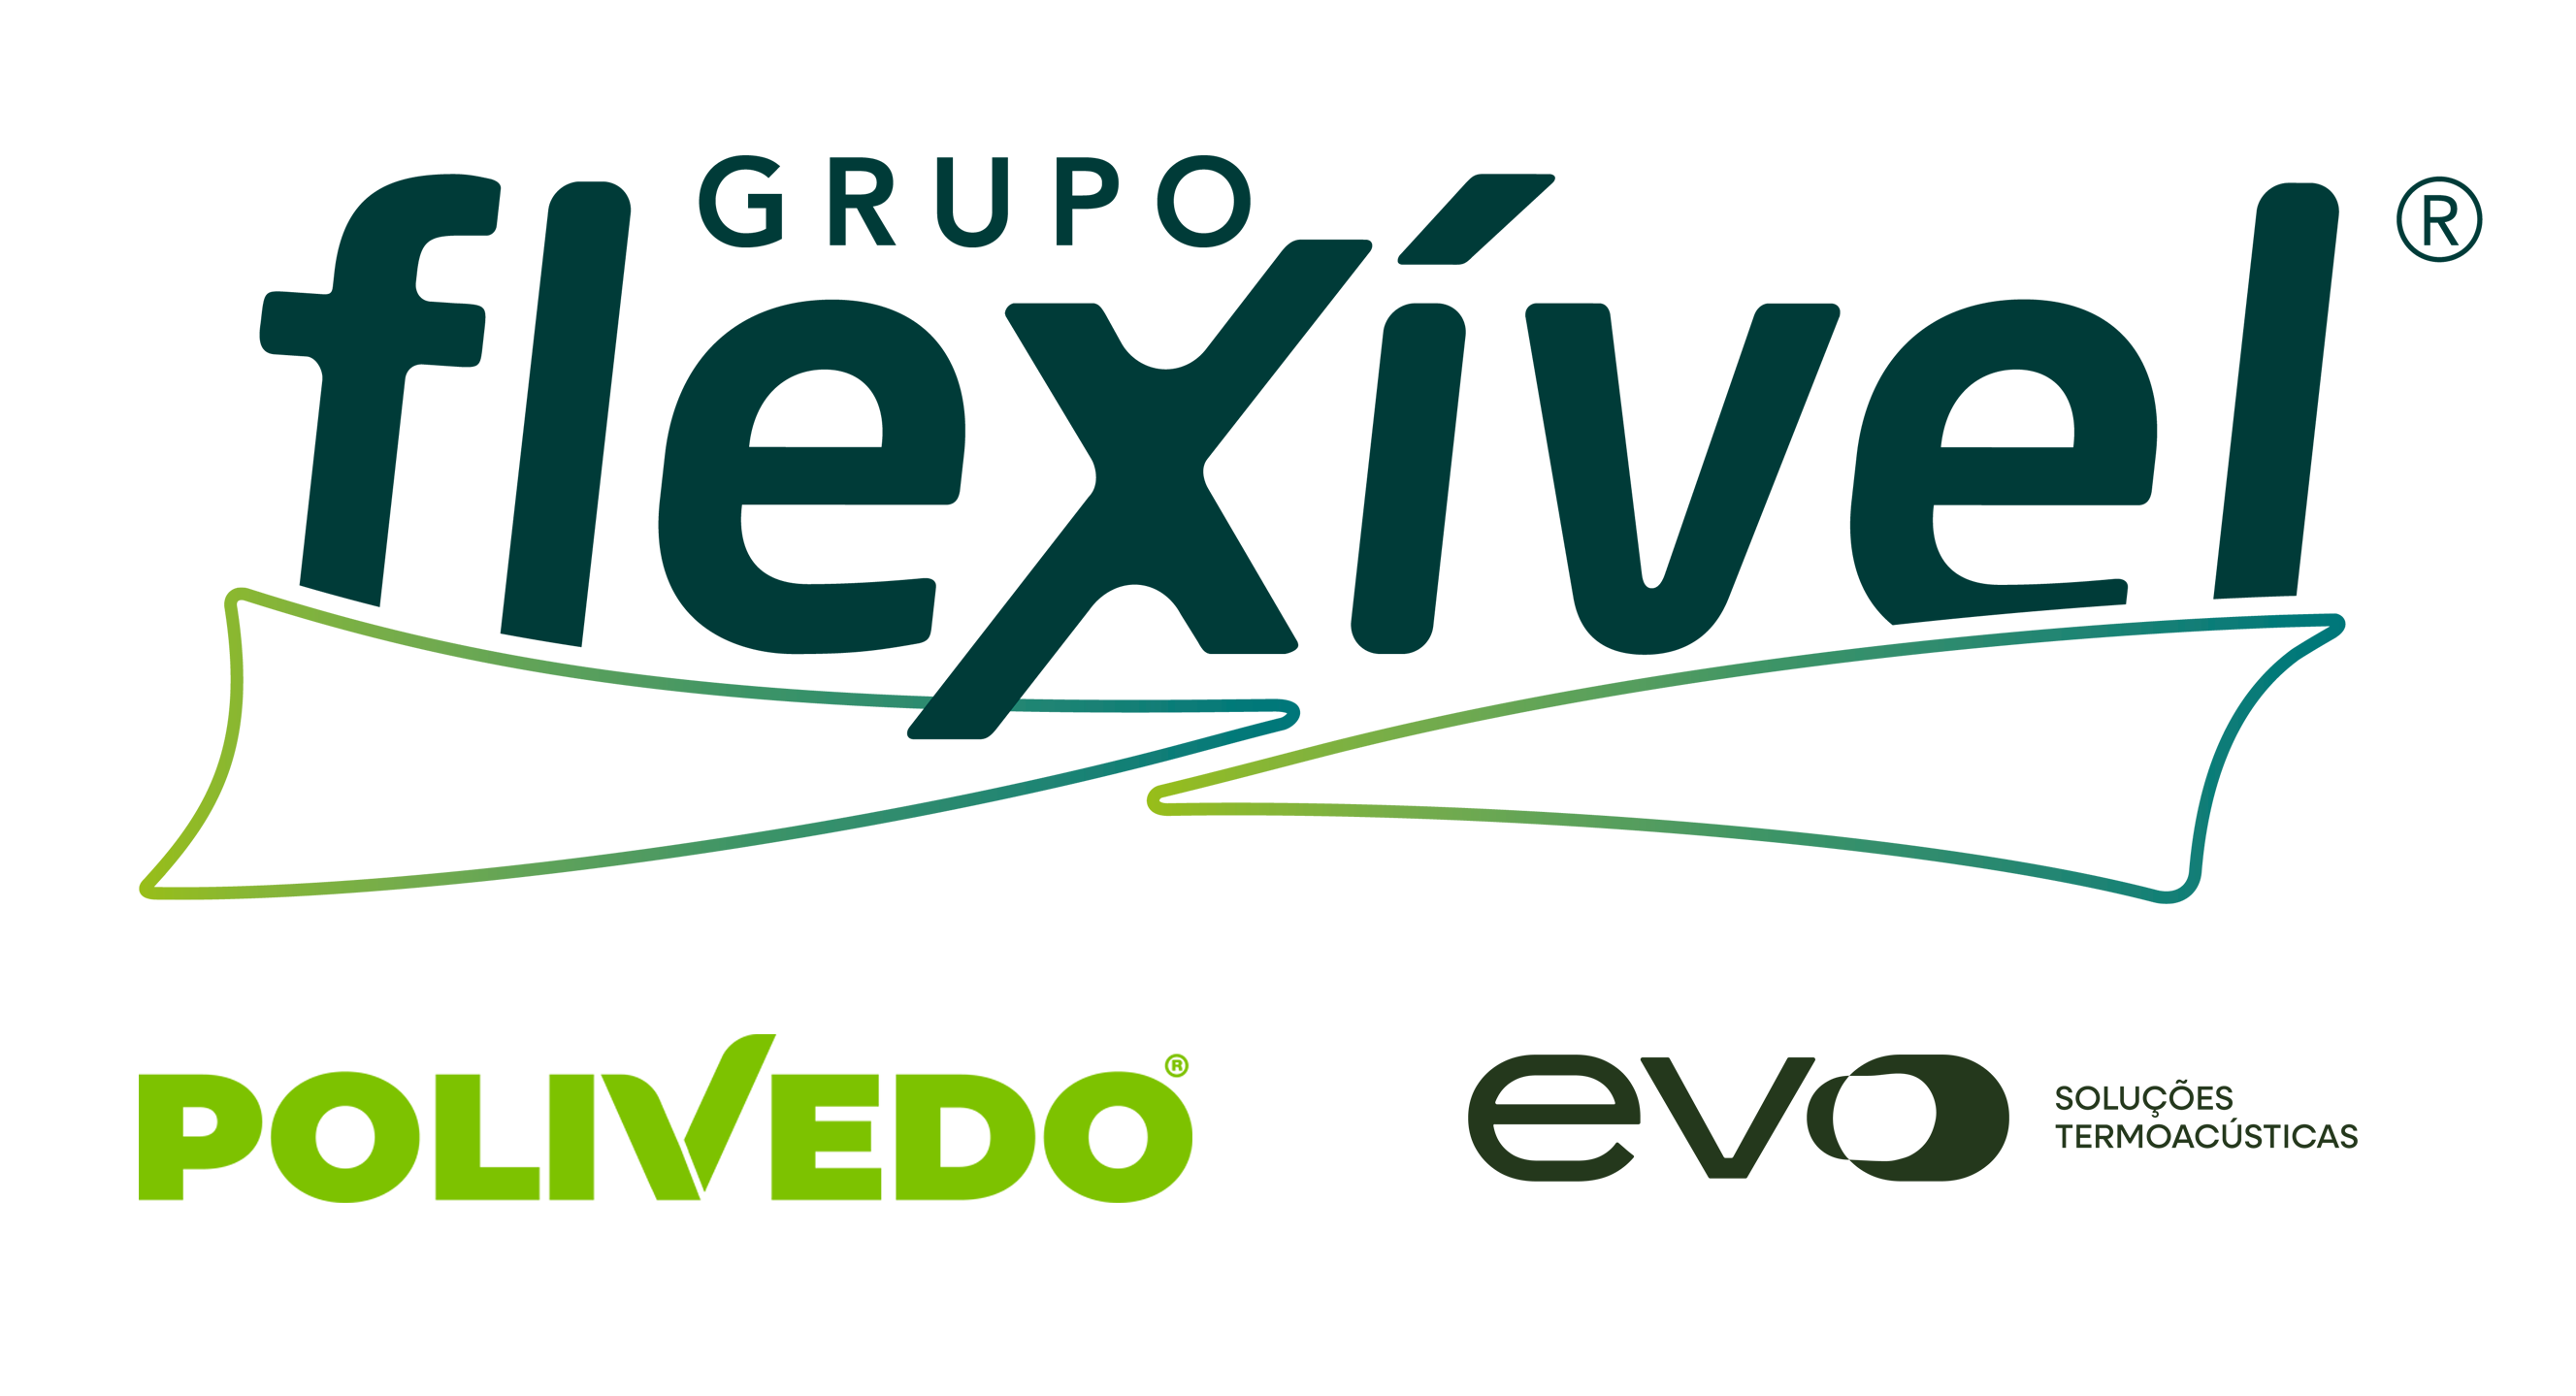 GRUPO
flexível®
POLIVEDO®
evo
SOLUÇÕES
TERMOACÚSTICAS